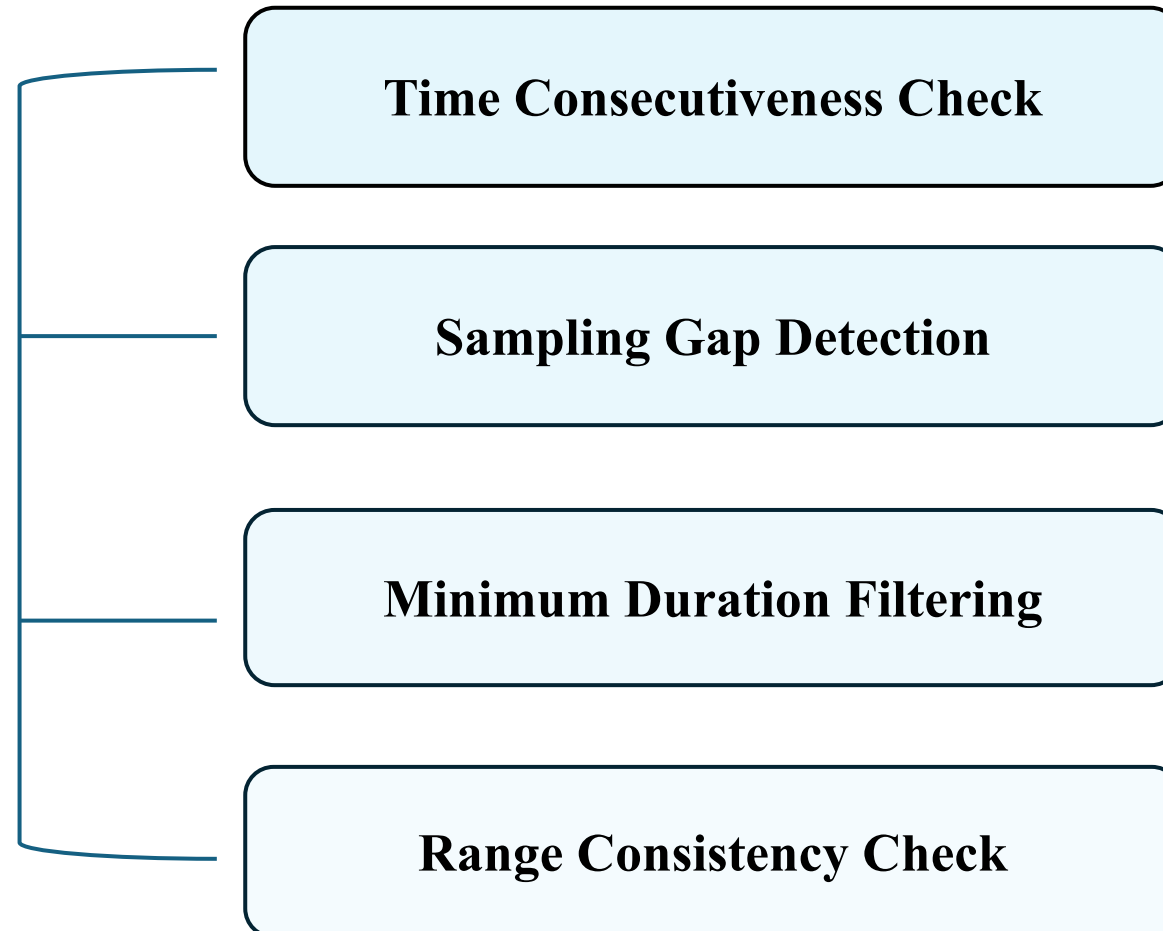 Time Consecutiveness Check
Sampling Gap Detection
Minimum Duration Filtering
Range Consistency Check